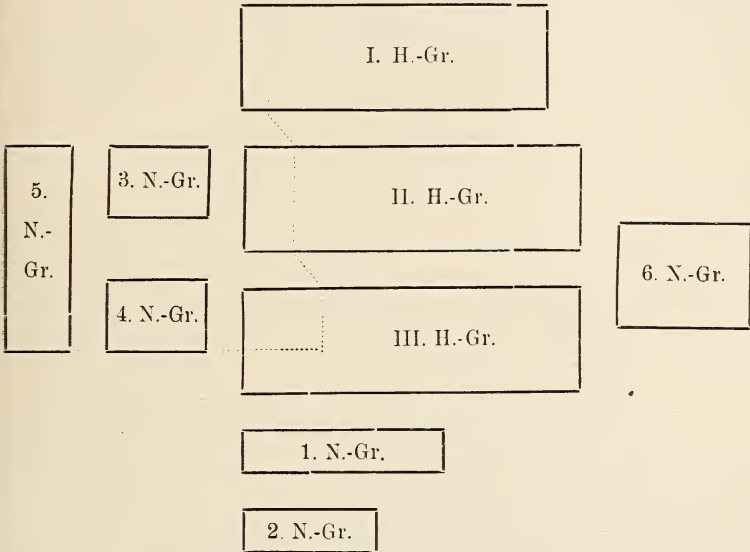 I. H.-Gr.
5.
N.-
Gr.
3. N.-Gr.
II. H.-Gr.
6. N.-Gr.
4. N.-Gr.
III. H.-Gr.
1. N.-Gr.
2. N.-Gr.